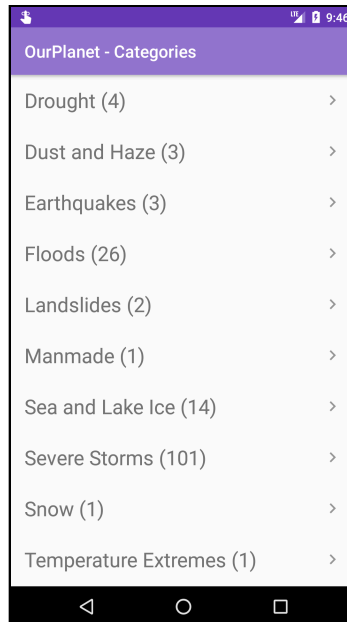 LTE 9:46
OurPlanet - Categories
Drought (4)
Dust and Haze (3)
Earthquakes (3)
Floods (26)
Landslides (2)
Manmade (1)
Sea and Lake Ice (14)
Severe Storms (101)
Snow (1)
Temperature Extremes (1)